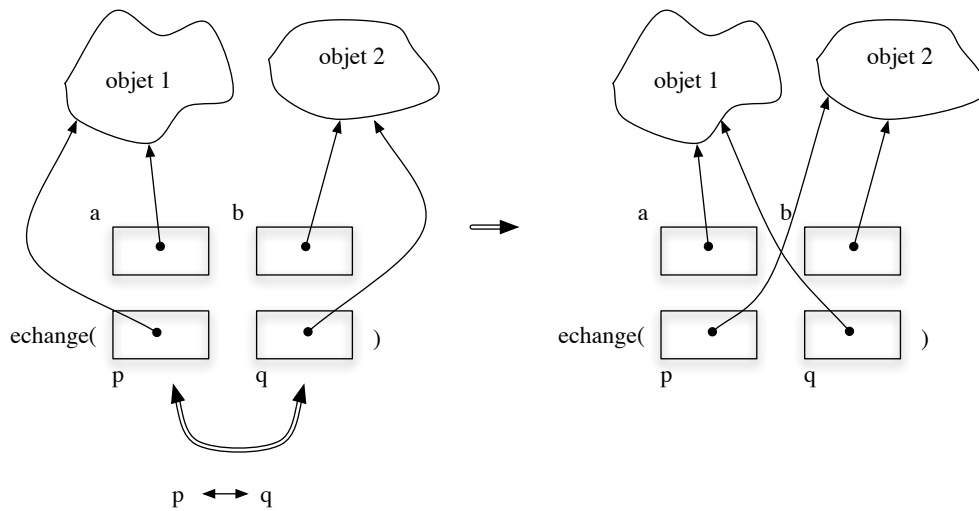 objet 1
objet 2
a
b
echange(
)
p
q
p
q
objet 1
objet 2
a
b
echange(
)
p
q